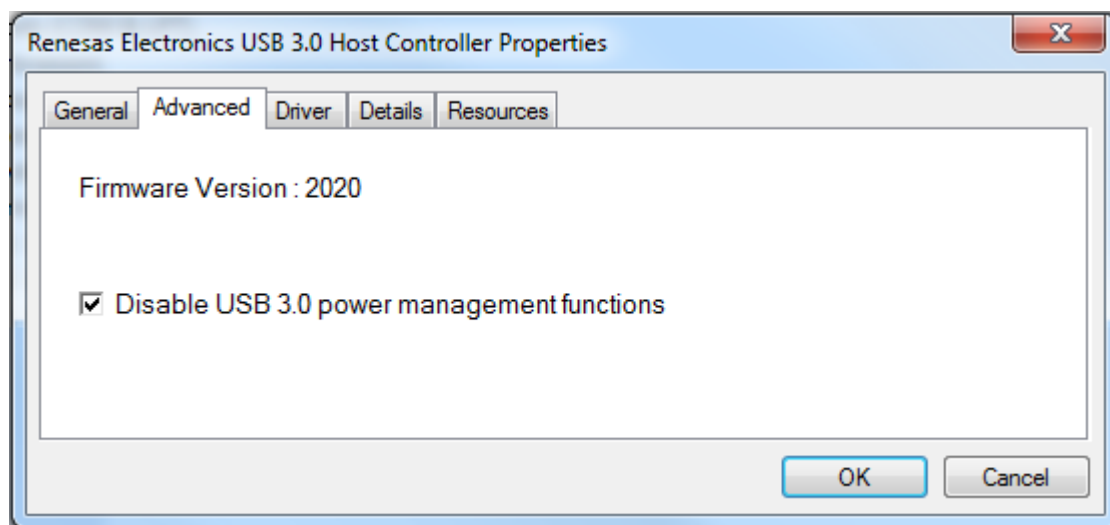 Renesas Electronics USB 3.0 Host Controller Properties
General Advanced Driver Details Resources
Firmware Version : 2020
Disable USB 3.0 power management functions
OK Cancel